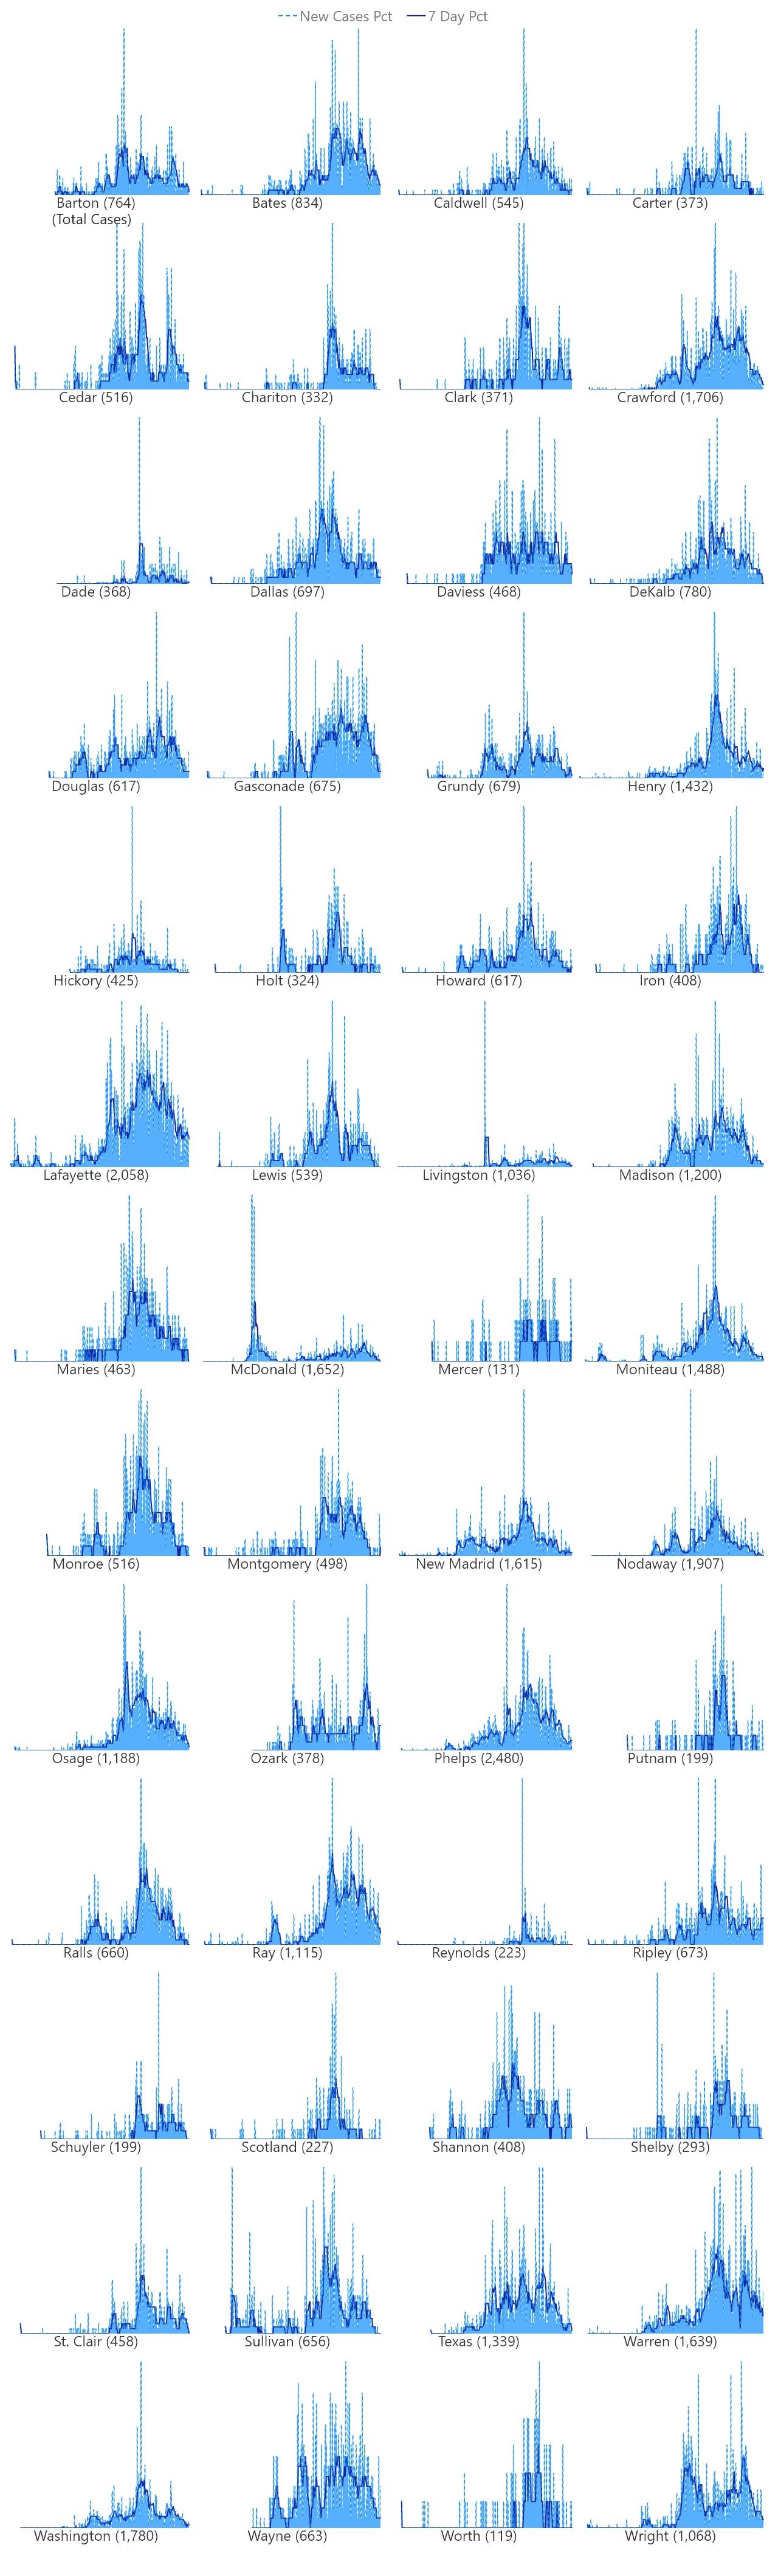 New Cases Pct 7 Day Pct
Barton (764) Bates (834) Caldwell (545) Carter (373)
(Total Cases)
Cedar (516) Chariton (332) Clark (371) Crawford (1,706)
Dade (368) Dallas (697) Daviess (468) DeKalb (780)
Douglas (617) Gasconade (675) Grundy (679) Henry (1,432)
Hickory (425) Holt (324) Howard (617) Iron (408)
Lafayette (2,058) Lewis (539) Livingston (1,036) Madison (1,200)
Maries (463) McDonald (1,652) Mercer (131) Moniteau (1,488)
Monroe (516) Montgomery (498) New Madrid (1,615) Nodaway (1,907)
Osage (1,188) Ozark (378) Phelps (2,480) Putnam (199)
Ralls (660) Ray (1,115) Reynolds (223) Ripley (673)
Schuyler (199) Scotland (227) Shannon (408) Shelby (293)
St. Clair (458) Sullivan (656) Texas (1,339) Warren (1,639)
Washington (1,780) Wayne (663) Worth (119) Wright (1,068)